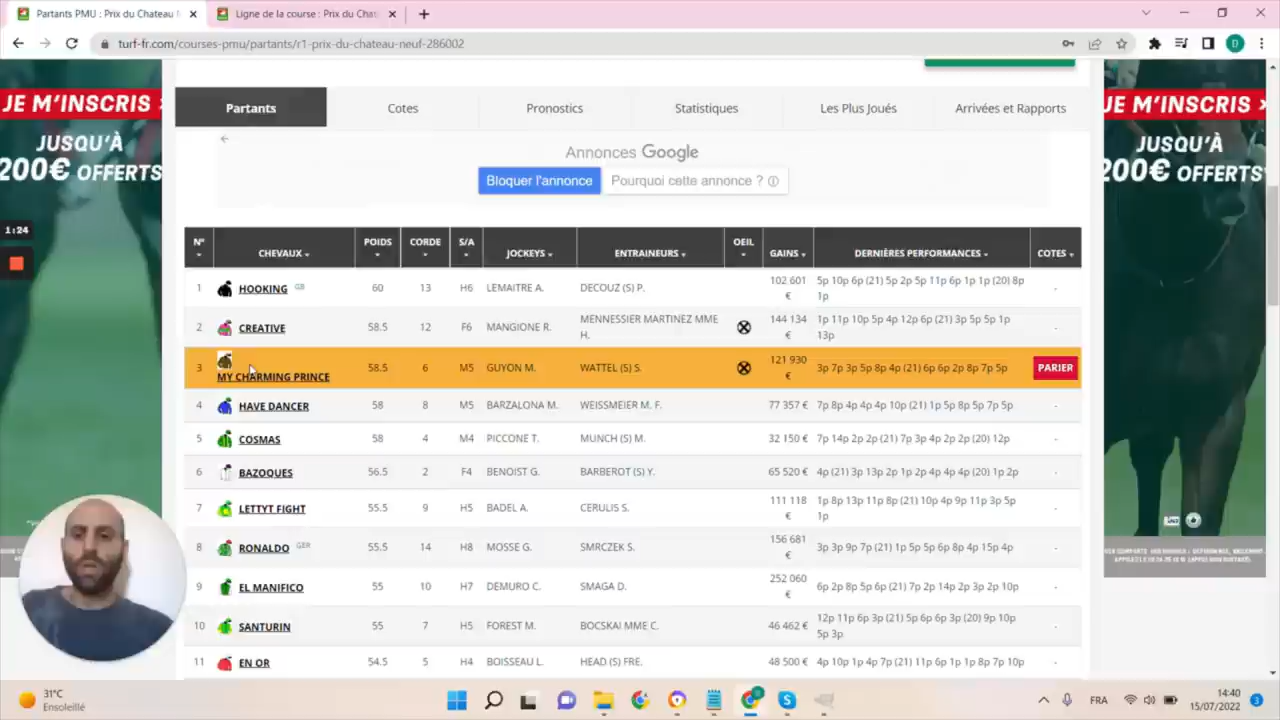 Partants PMU : Prix du Chateau
Ligne de la course : Prix du Chat
turf-fr.com/courses-pmu/partants/r1-prix-du-chateau-neuf-286002
D
JE M'INSCRIS >
JUSQU'À
200€ OFFERTS
JE M'INSCRIS >
JUSQU'À
200€ OFFERTS
Partants Cotes Pronostics Statistiques Les Plus Joués Arrivées et Rapports
Annonces Google
Bloquer l'annonce Pourquoi cette annonce ?
1:24
N° CHEVAUX POIDS CORDE S/A JOCKEYS ENTRAINEURS OEIL GAINS DERNIÈRES PERFORMANCES COTES
1 HOOKING GB 60 13 H6 LEMAITRE A. DECOUZ (S) P. 102 601 € 5p 10p 6p (21) 5p 2p 5p 11p 6p 1p 1p (20) 8p 1p -
2 CREATIVE 58.5 12 F6 MANGIONE R. MENNESSIER MARTINEZ MME H. 144 134 € 1p 11p 10p 5p 4p 12p 6p (21) 3p 5p 5p 1p 13p -
3 MY CHARMING PRINCE 58.5 6 M5 GUYON M. WATTEL (S) S. 121 930 € 3p 7p 3p 5p 8p 4p (21) 6p 6p 2p 8p 7p 5p PARIER
4 HAVE DANCER 58 8 M5 BARZALONA M. WEISSMEIER M. F. 77 357 € 7p 8p 4p 4p 4p 10p (21) 1p 5p 8p 5p 7p 5p -
5 COSMAS 58 4 M4 PICCONE T. MUNCH (S) M. 32 150 € 7p 14p 2p 2p (21) 7p 3p 4p 2p 2p (20) 12p -
6 BAZOQUES 56.5 2 F4 BENOIST G. BARBEROT (S) Y. 65 520 € 4p (21) 3p 13p 2p 1p 2p 4p 4p 4p (20) 1p 2p -
7 LETTYT FIGHT 55.5 9 H5 BADEL A. CERULIS S. 111 118 € 1p 8p 13p 11p 8p (21) 10p 4p 9p 11p 3p 5p 1p -
8 RONALDO GER 55.5 14 H8 MOSSE G. SMRCZEK S. 156 681 € 3p 3p 9p 7p (21) 1p 5p 5p 6p 8p 4p 15p 4p -
9 EL MANIFICO 55 10 H7 DEMURO C. SMAGA D. 252 060 € 6p 2p 8p 5p 6p (21) 7p 2p 14p 2p 3p 2p 10p -
10 SANTURIN 55 7 H5 FOREST M. BOCSKAI MME C. 46 462 € 12p 11p 6p 3p (21) 5p 6p 6p 3p (20) 9p 10p 5p 3p -
11 EN OR 54.5 5 H4 BOISSEAU L. HEAD (S) FRE. 48 500 € 4p 10p 1p 4p 7p (21) 11p 6p 1p 1p 8p 7p 10p -
31°C
Ensoleillé
FRA
14:40
15/07/2022
3